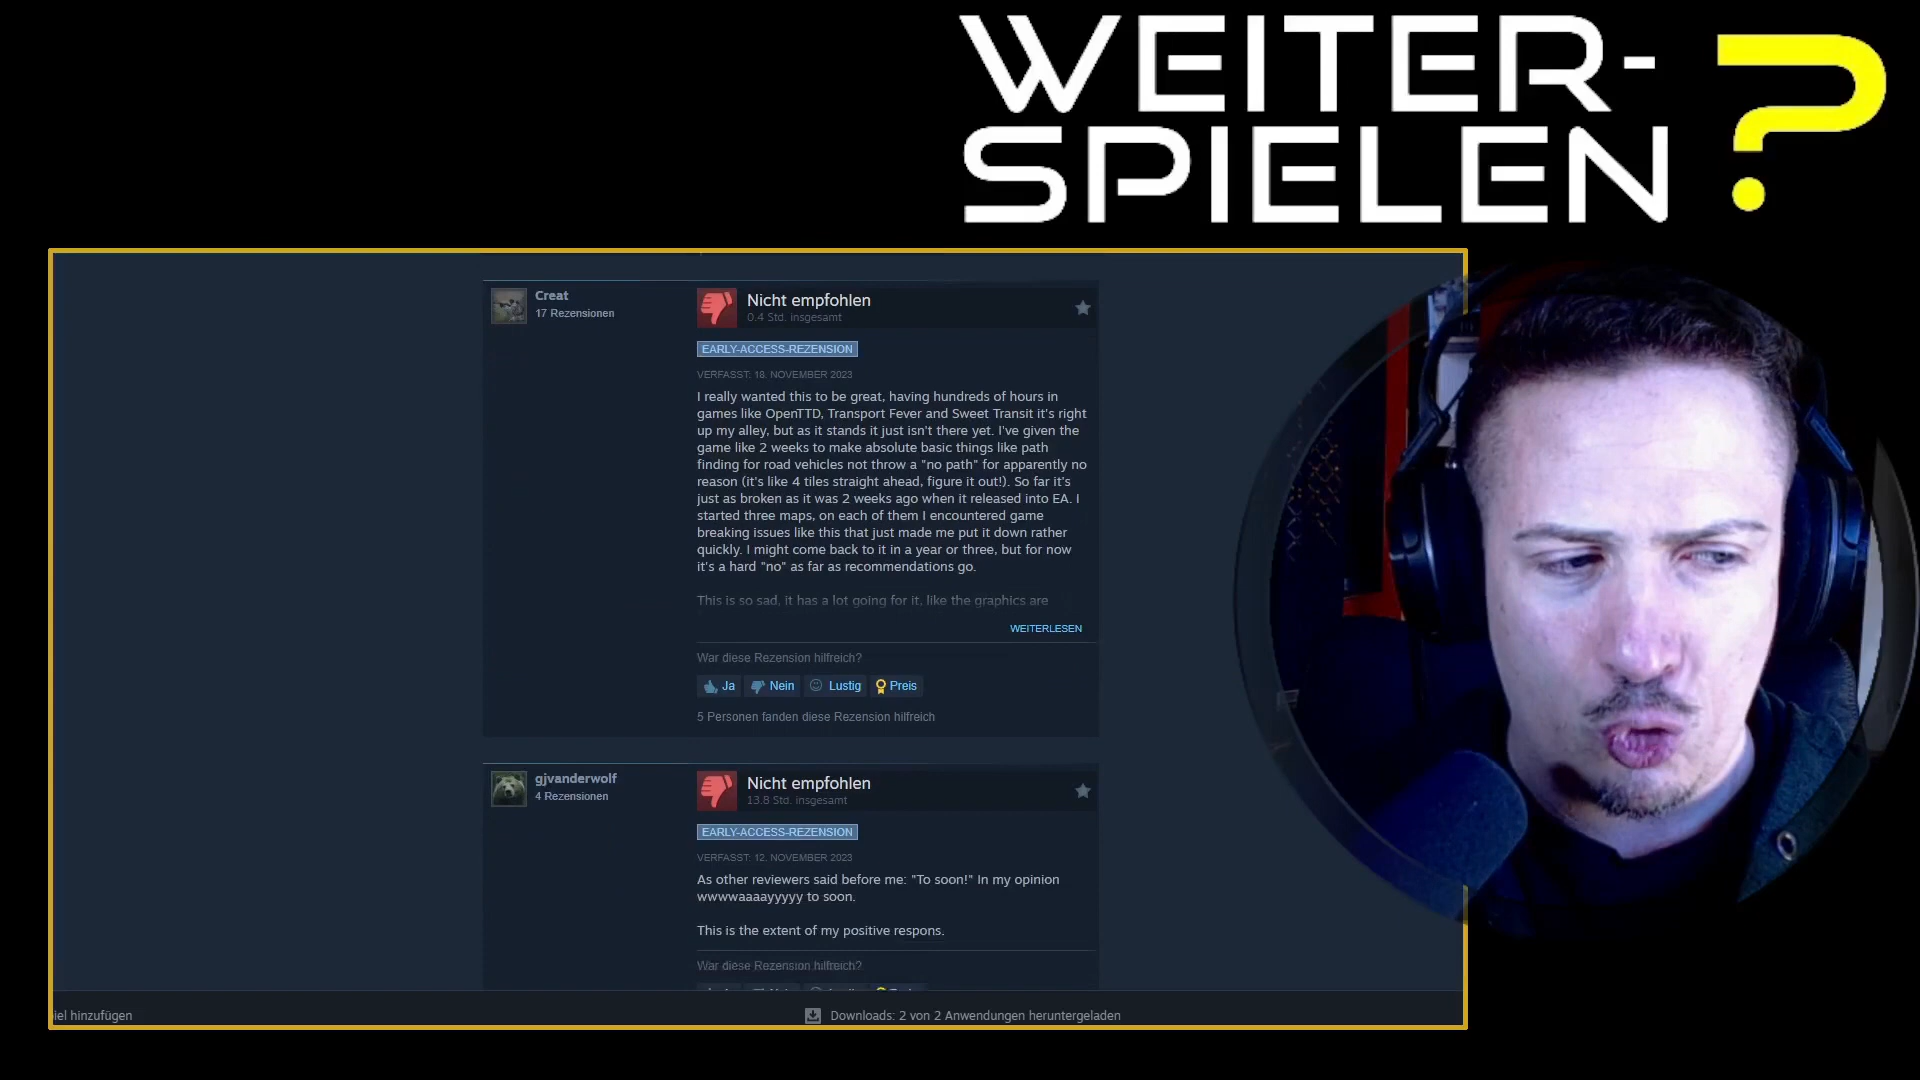 WEITER-
SPIELEN?
Creat
17 Rezensionen
Nicht empfohlen
0.4 Std. insgesamt
EARLY-ACCESS-REZENSION
VERFASST: 18. NOVEMBER 2023
I really wanted this to be great, having hundreds of hours in
games like OpenTTD, Transport Fever and Sweet Transit it's right
up my alley, but as it stands it just isn't there yet. I've given the
game like 2 weeks to make absolute basic things like path
finding for road vehicles not throw a "no path" for apparently no
reason (it's like 4 tiles straight ahead, figure it out!). So far it's
just as broken as it was 2 weeks ago when it released into EA. I
started three maps, on each of them I encountered game
breaking issues like this that just made me put it down rather
quickly. I might come back to it in a year or three, but for now
it's a hard "no" as far as recommendations go.
This is so sad, it has a lot going for it, like the graphics are
WEITERLESEN
War diese Rezension hilfreich?
Ja Nein Lustig Preis
5 Personen fanden diese Rezension hilfreich
gjvanderwolf
4 Rezensionen
Nicht empfohlen
13.8 Std. insgesamt
EARLY-ACCESS-REZENSION
VERFASST: 12. NOVEMBER 2023
As other reviewers said before me: "To soon!" In my opinion
wwwwaaaayyyyy to soon.
This is the extent of my positive respons.
War diese Rezension hilfreich?
iel hinzufügen
Downloads: 2 von 2 Anwendungen heruntergeladen